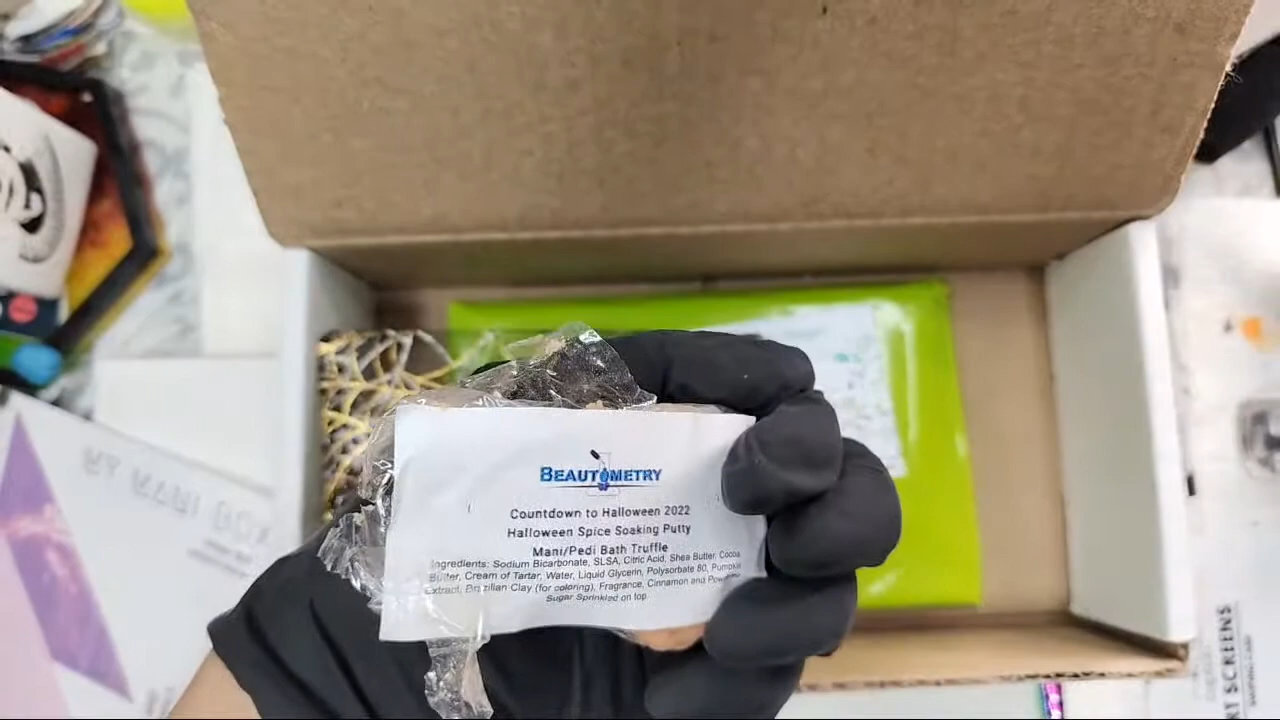 BEAUTOMETRY
Countdown to Halloween 2022
Halloween Spice Soaking Putty
Mani/Pedi Bath Truffle
Ingredients: Sodium Bicarbonate, SLSA, Citric Acid, Shea Butter, Cocoa
Butter, Cream of Tartar, Water, Liquid Glycerin, Polysorbate 80, Pumpkin
Extract, Brazilian Clay (for coloring), Fragrance, Cinnamon and
Sugar Sprinkled on top
SCREENS